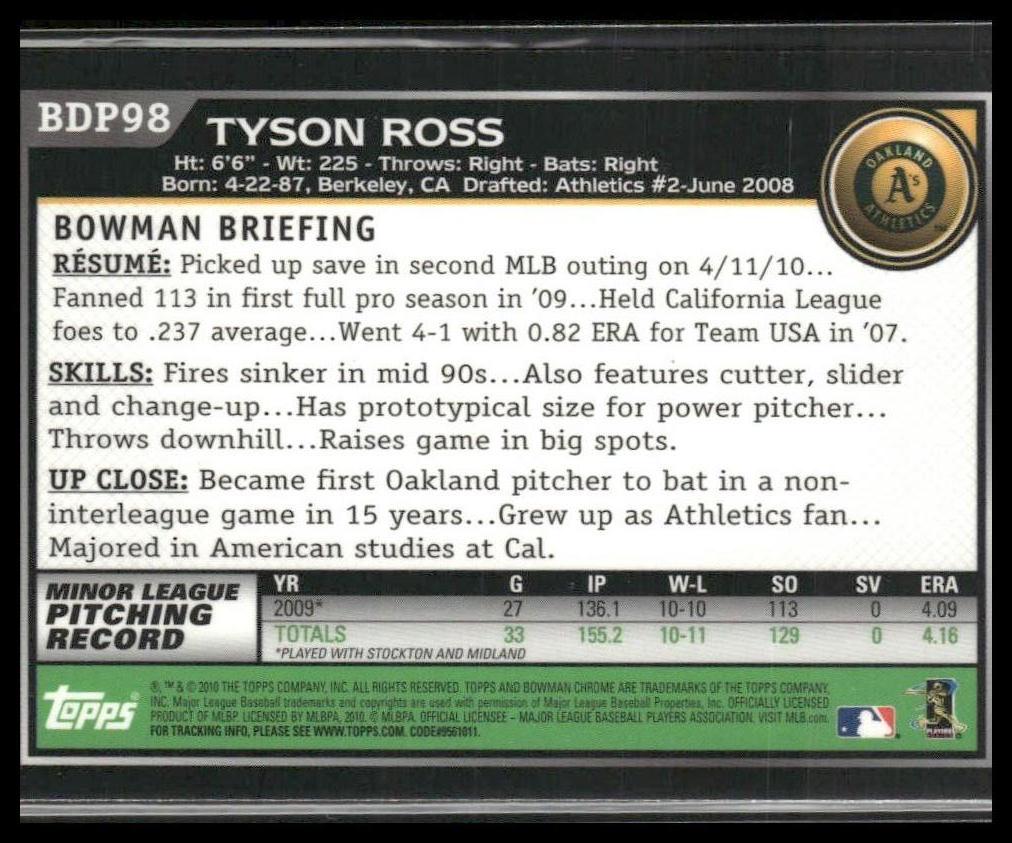 BDP98
TYSON ROSS
Ht: 6'6" - Wt: 225 - Throws: Right - Bats: Right
Born: 4-22-87, Berkeley, CA Drafted: Athletics #2-June 2008
OAKLAND
A's
ATHLETICS
BOWMAN BRIEFING
RÉSUMÉ: Picked up save in second MLB outing on 4/11/10...
Fanned 113 in first full pro season in '09...Held California League
foes to .237 average...Went 4-1 with 0.82 ERA for Team USA in '07.
SKILLS: Fires sinker in mid 90s...Also features cutter, slider
and change-up...Has prototypical size for power pitcher...
Throws downhill...Raises game in big spots.
UP CLOSE: Became first Oakland pitcher to bat in a non-
interleague game in 15 years...Grew up as Athletics fan...
Majored in American studies at Cal.
MINOR LEAGUE
PITCHING
RECORD
YR G IP W-L SO SV ERA
2009* 27 136.1 10-10 113 0 4.09
TOTALS 33 155.2 10-11 129 0 4.16
*PLAYED WITH STOCKTON AND MIDLAND
Topps
®, ™ & © 2010 THE TOPPS COMPANY, INC. ALL RIGHTS RESERVED. TOPPS AND BOWMAN CHROME ARE TRADEMARKS OF THE TOPPS COMPANY,
INC. Major League Baseball trademarks and copyrights are used with permission of Major League Baseball Properties, Inc. OFFICIALLY LICENSED
PRODUCT OF MLBP. LICENSED BY MLBPA, 2010. © MLBPA. OFFICIAL LICENSEE – MAJOR LEAGUE BASEBALL PLAYERS ASSOCIATION. VISIT MLB.com.
FOR TRACKING INFO, PLEASE SEE WWW.TOPPS.COM. CODE#9561011.